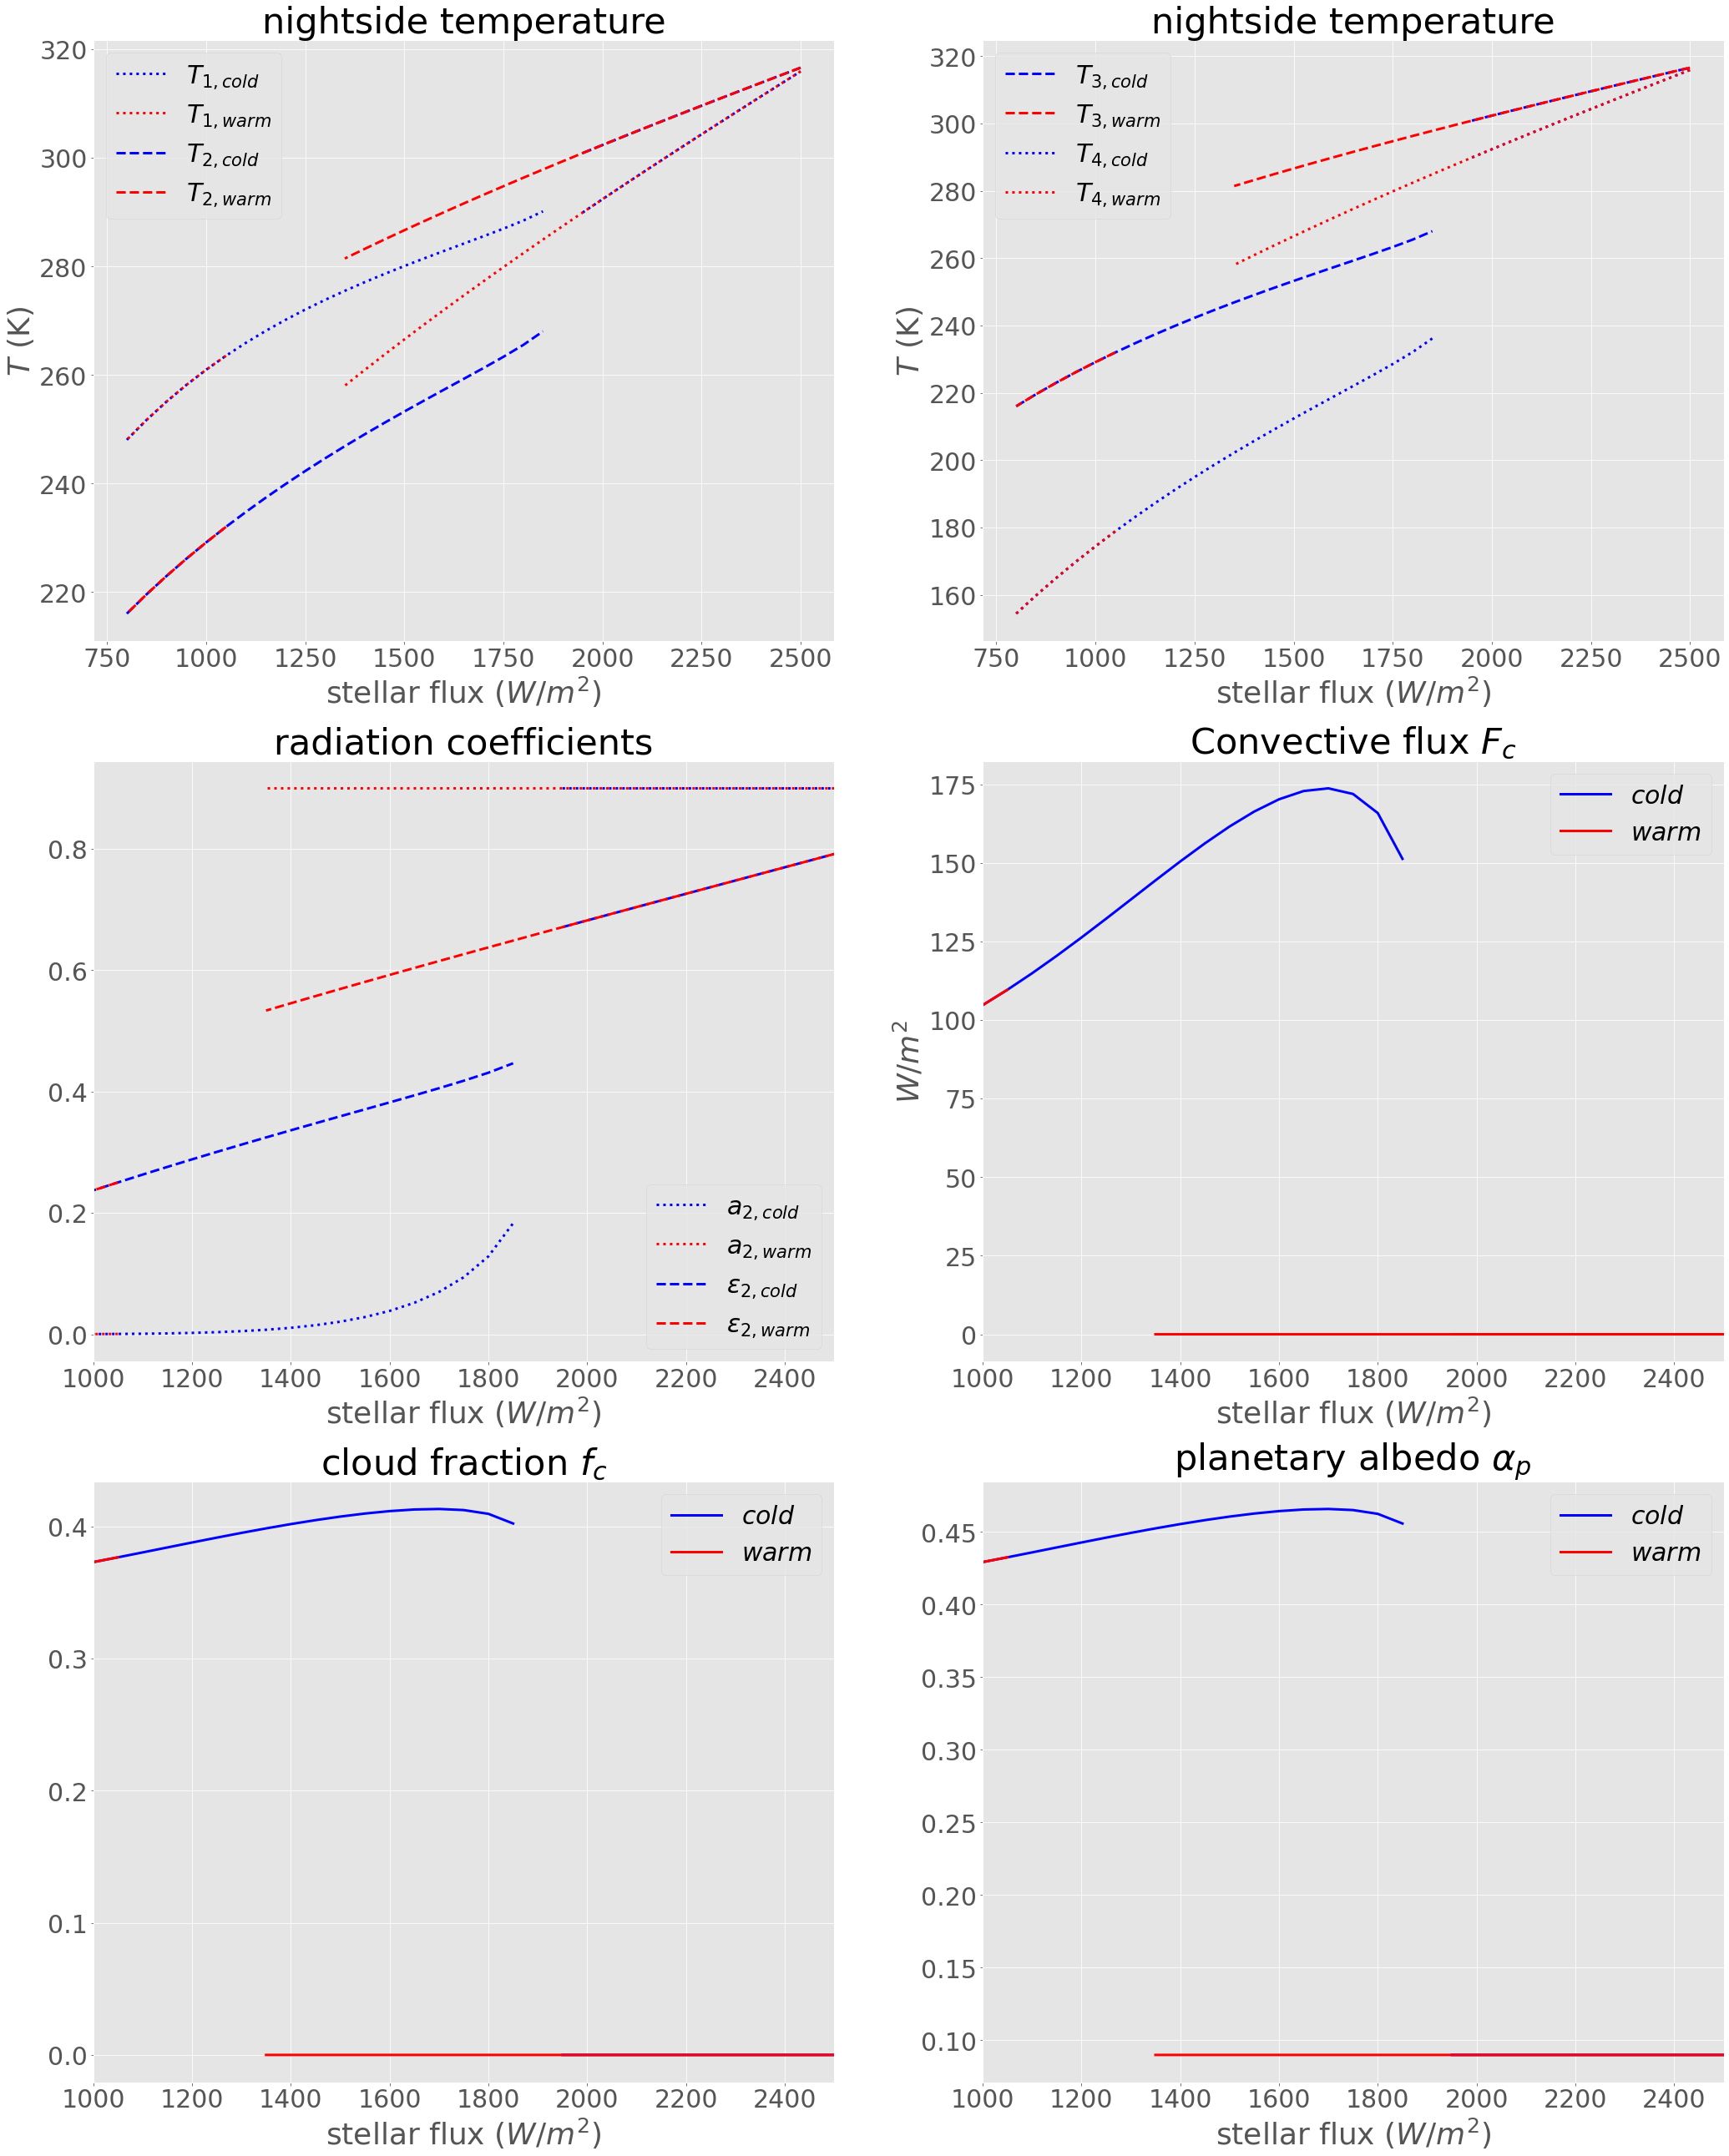 nightside temperature
320
300
280
260
240
220
T (K)
T1,cold
T1,warm
T2,cold
T2,warm
750 1000 1250 1500 1750 2000 2250 2500
stellar flux (W/m²)
nightside temperature
320
300
280
260
240
220
200
180
160
T (K)
T3,cold
T3,warm
T4,cold
T4,warm
750 1000 1250 1500 1750 2000 2250 2500
stellar flux (W/m²)
radiation coefficients
0.8
0.6
0.4
0.2
0.0
a2,cold
a2,warm
ε2,cold
ε2,warm
1000 1200 1400 1600 1800 2000 2200 2400
stellar flux (W/m²)
Convective flux Fc
175
150
125
100
75
50
25
0
W/m²
cold
warm
1000 1200 1400 1600 1800 2000 2200 2400
stellar flux (W/m²)
cloud fraction fc
0.4
0.3
0.2
0.1
0.0
cold
warm
1000 1200 1400 1600 1800 2000 2200 2400
stellar flux (W/m²)
planetary albedo αp
0.45
0.40
0.35
0.30
0.25
0.20
0.15
0.10
cold
warm
1000 1200 1400 1600 1800 2000 2200 2400
stellar flux (W/m²)